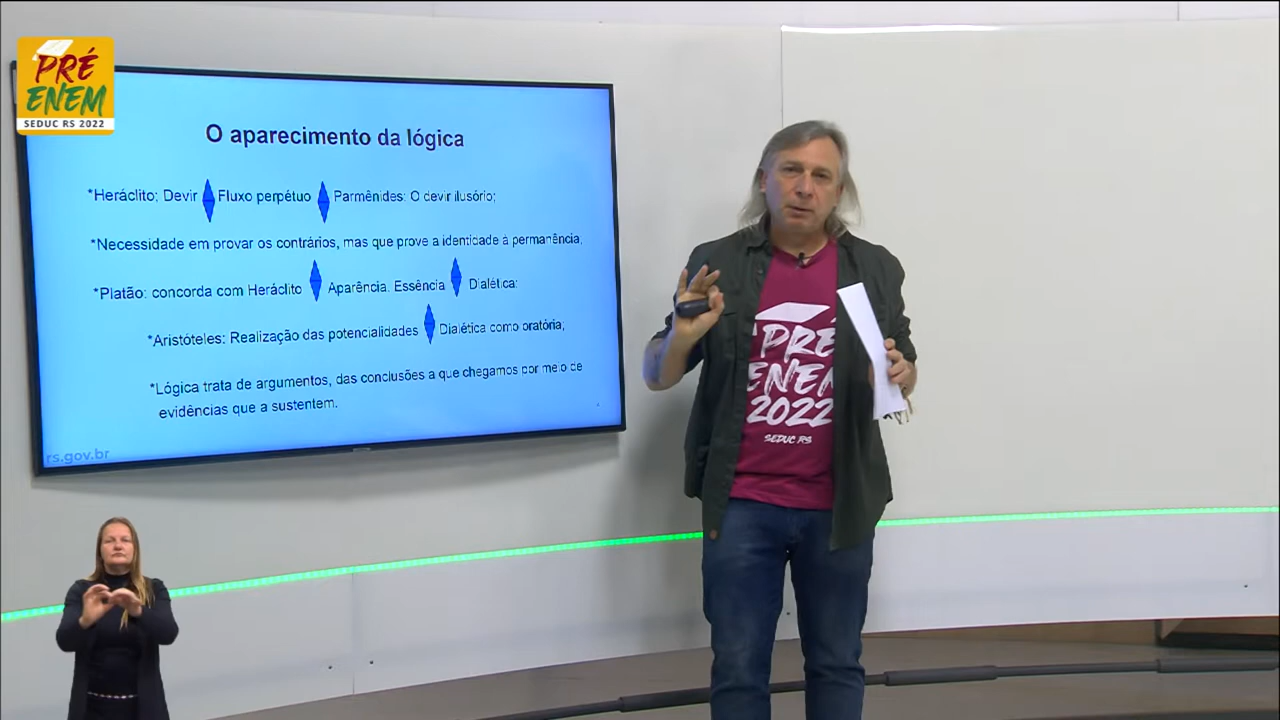 PRÉ
ENEM
SEDUC RS 2022
O aparecimento da lógica
*Heráclito: Devir Fluxo perpétuo Parmênides: O devir ilusório;
*Necessidade em provar os contrários, mas que prove a identidade à permanência;
*Platão: concorda com Heráclito Aparência. Essência Dialética;
*Aristóteles: Realização das potencialidades Dialética como oratória;
*Lógica trata de argumentos, das conclusões a que chegamos por meio de
evidências que a sustentem.
rs.gov.br
PRÉ
ENEM
2022
SEDUC RS